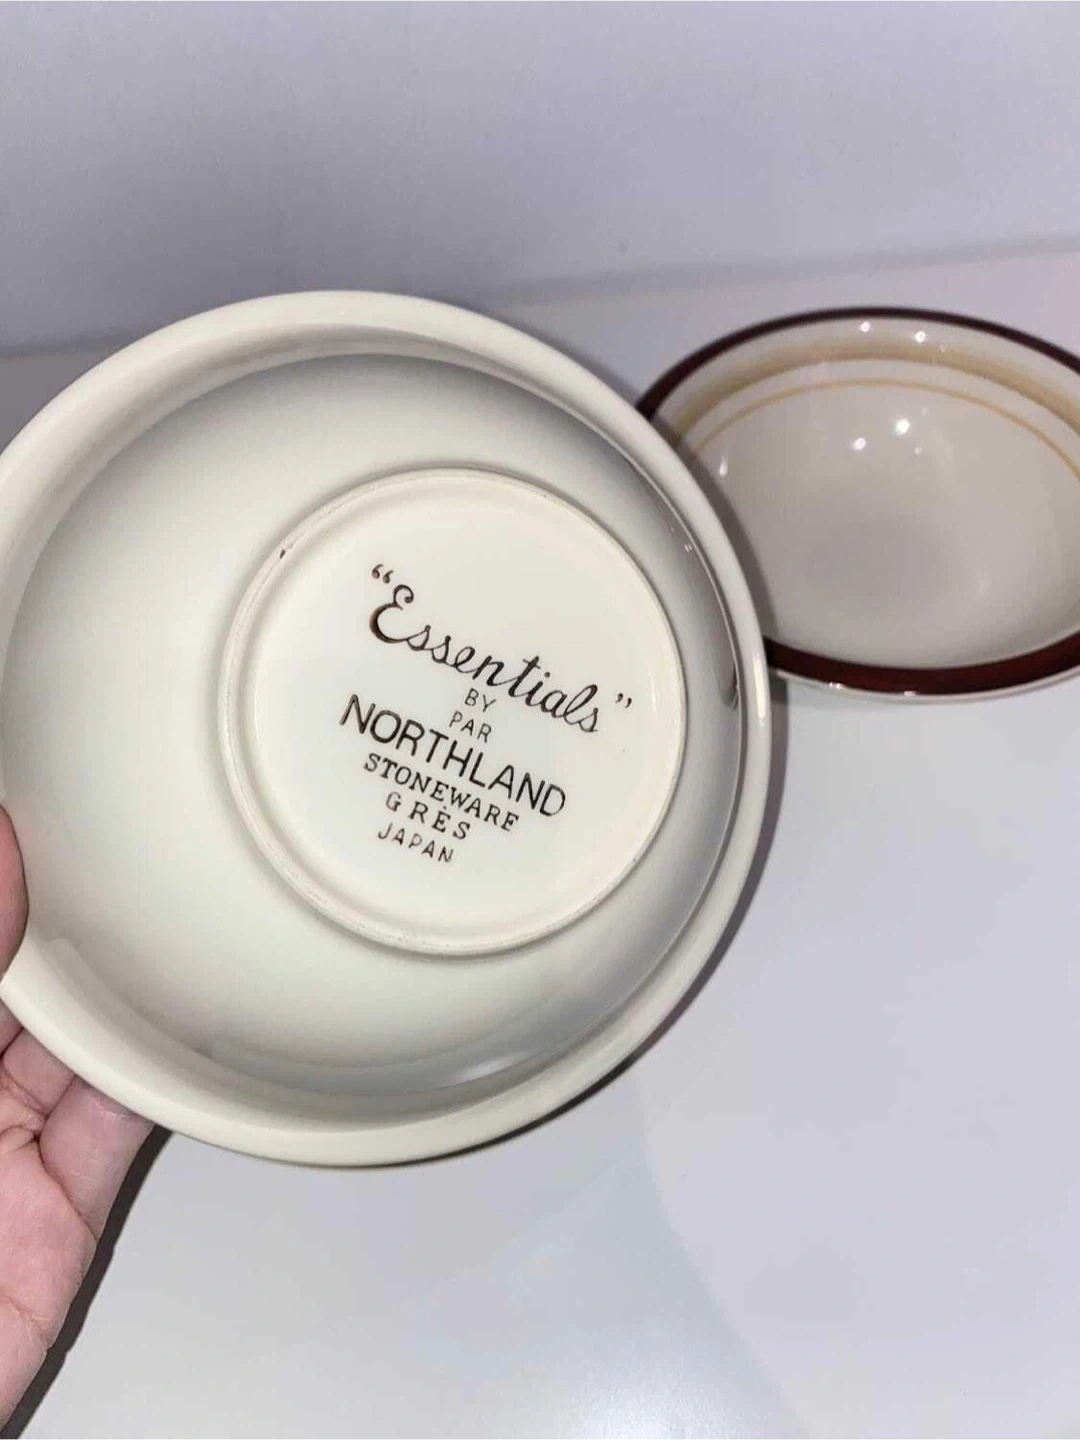 “Essentials”
BY
PAR
NORTHLAND
STONEWARE
GRÈS
JAPAN